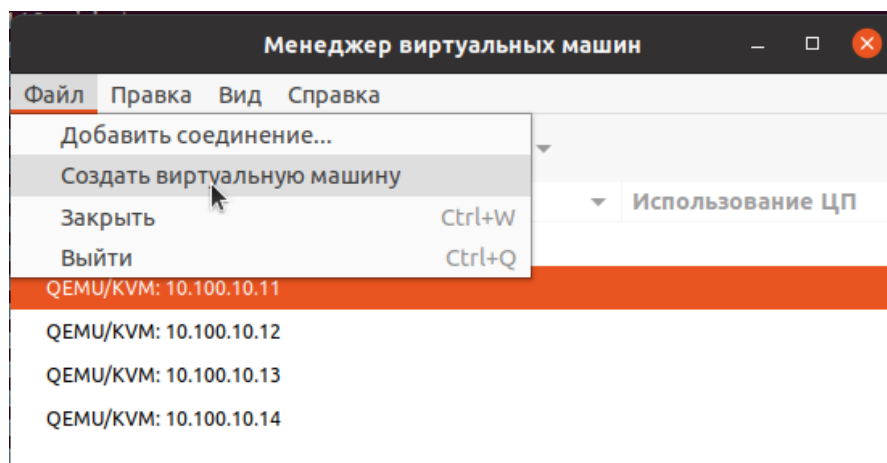 Менеджер виртуальных машин
Файл Правка Вид Справка
Добавить соединение...
Создать виртуальную машину
Использование ЦП
Закрыть Ctrl+W
Выйти Ctrl+Q
QEMU/KVM: 10.100.10.11
QEMU/KVM: 10.100.10.12
QEMU/KVM: 10.100.10.13
QEMU/KVM: 10.100.10.14